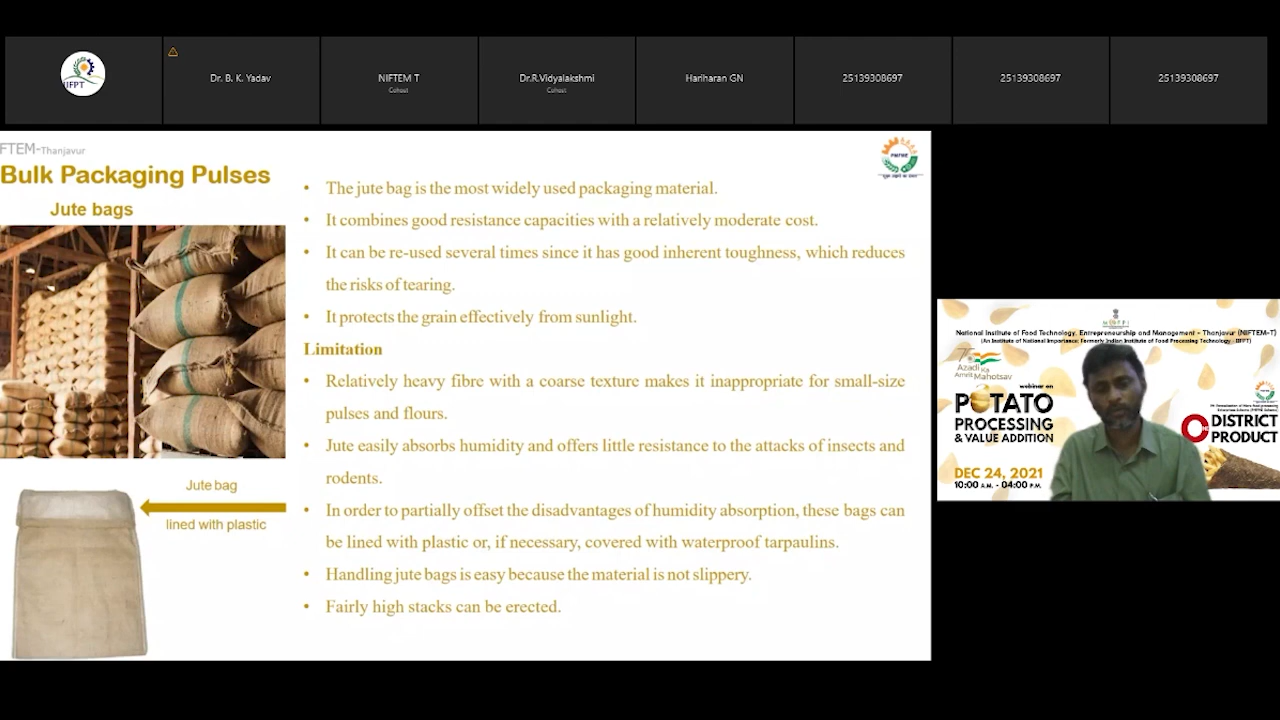 IIFPT
Dr. B. K. Yadav
NIFTEM T
Cohost
Dr.R.Vidyalakshmi
Cohost
Hariharan GN
25139308697
25139308697
25139308697
FTEM-Thanjavur
Bulk Packaging Pulses
Jute bags
• The jute bag is the most widely used packaging material.
• It combines good resistance capacities with a relatively moderate cost.
• It can be re-used several times since it has good inherent toughness, which reduces
the risks of tearing.
• It protects the grain effectively from sunlight.
Limitation
• Relatively heavy fibre with a coarse texture makes it inappropriate for small-size
pulses and flours.
• Jute easily absorbs humidity and offers little resistance to the attacks of insects and
rodents.
• In order to partially offset the disadvantages of humidity absorption, these bags can
be lined with plastic or, if necessary, covered with waterproof tarpaulins.
• Handling jute bags is easy because the material is not slippery.
• Fairly high stacks can be erected.
Jute bag
lined with plastic
National Institute of Food Technology, Entrepreneurship and Management - Thanjavur (NIFTEM-T)
(An Institute of National Importance; Formerly Indian Institute of Food Processing Technology - IIFPT)
Azadi Ka
Amrit Mahotsav
webinar on
POTATO
PROCESSING
& VALUE ADDITION
DISTRICT
PRODUCT
DEC 24, 2021
10:00 A.M. - 04:00 P.M.